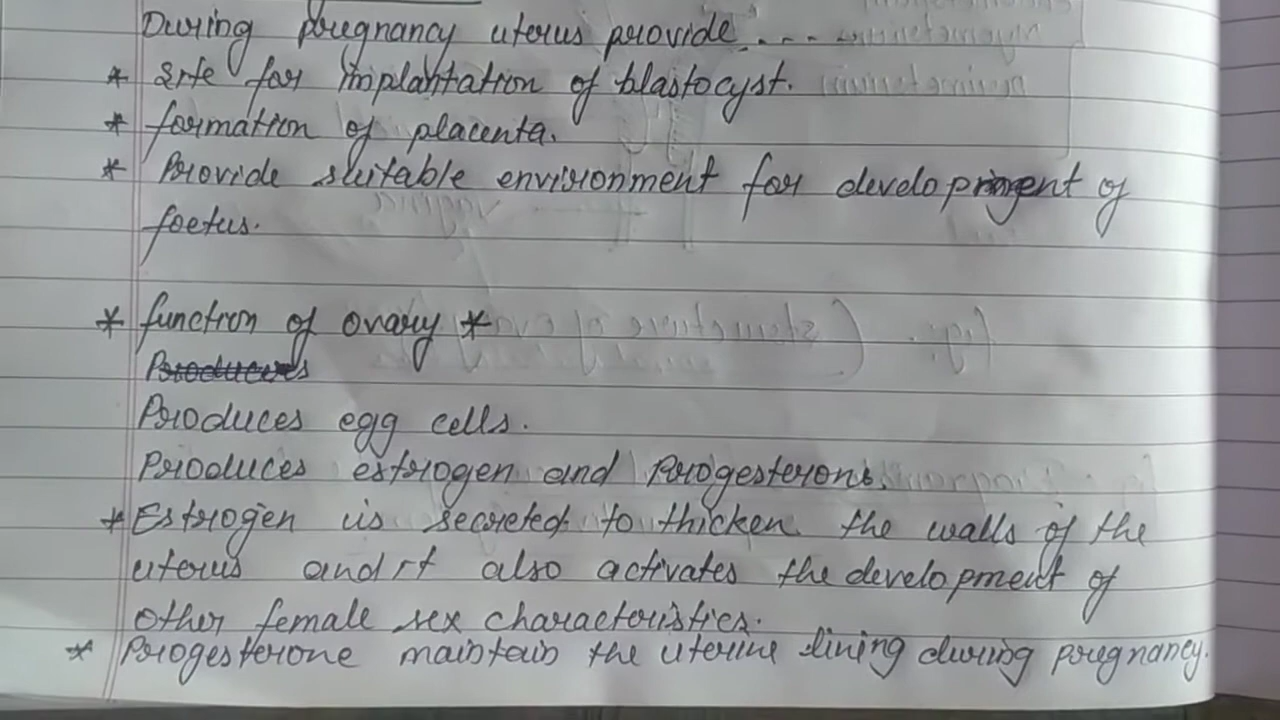 During pregnancy uterus provide ....
* site for implantation of blastocyst.
* formation of placenta.
* Provide suitable environment for development of
foetus.
* function of ovary *
Produces
Produces egg cells.
Produces estrogen and Progesterons.
* Estrogen is secreted to thicken the walls of the
uterus and it also activates the development of
other female sex characteristics.
* Progesterone maintain the uterine lining during pregnancy.